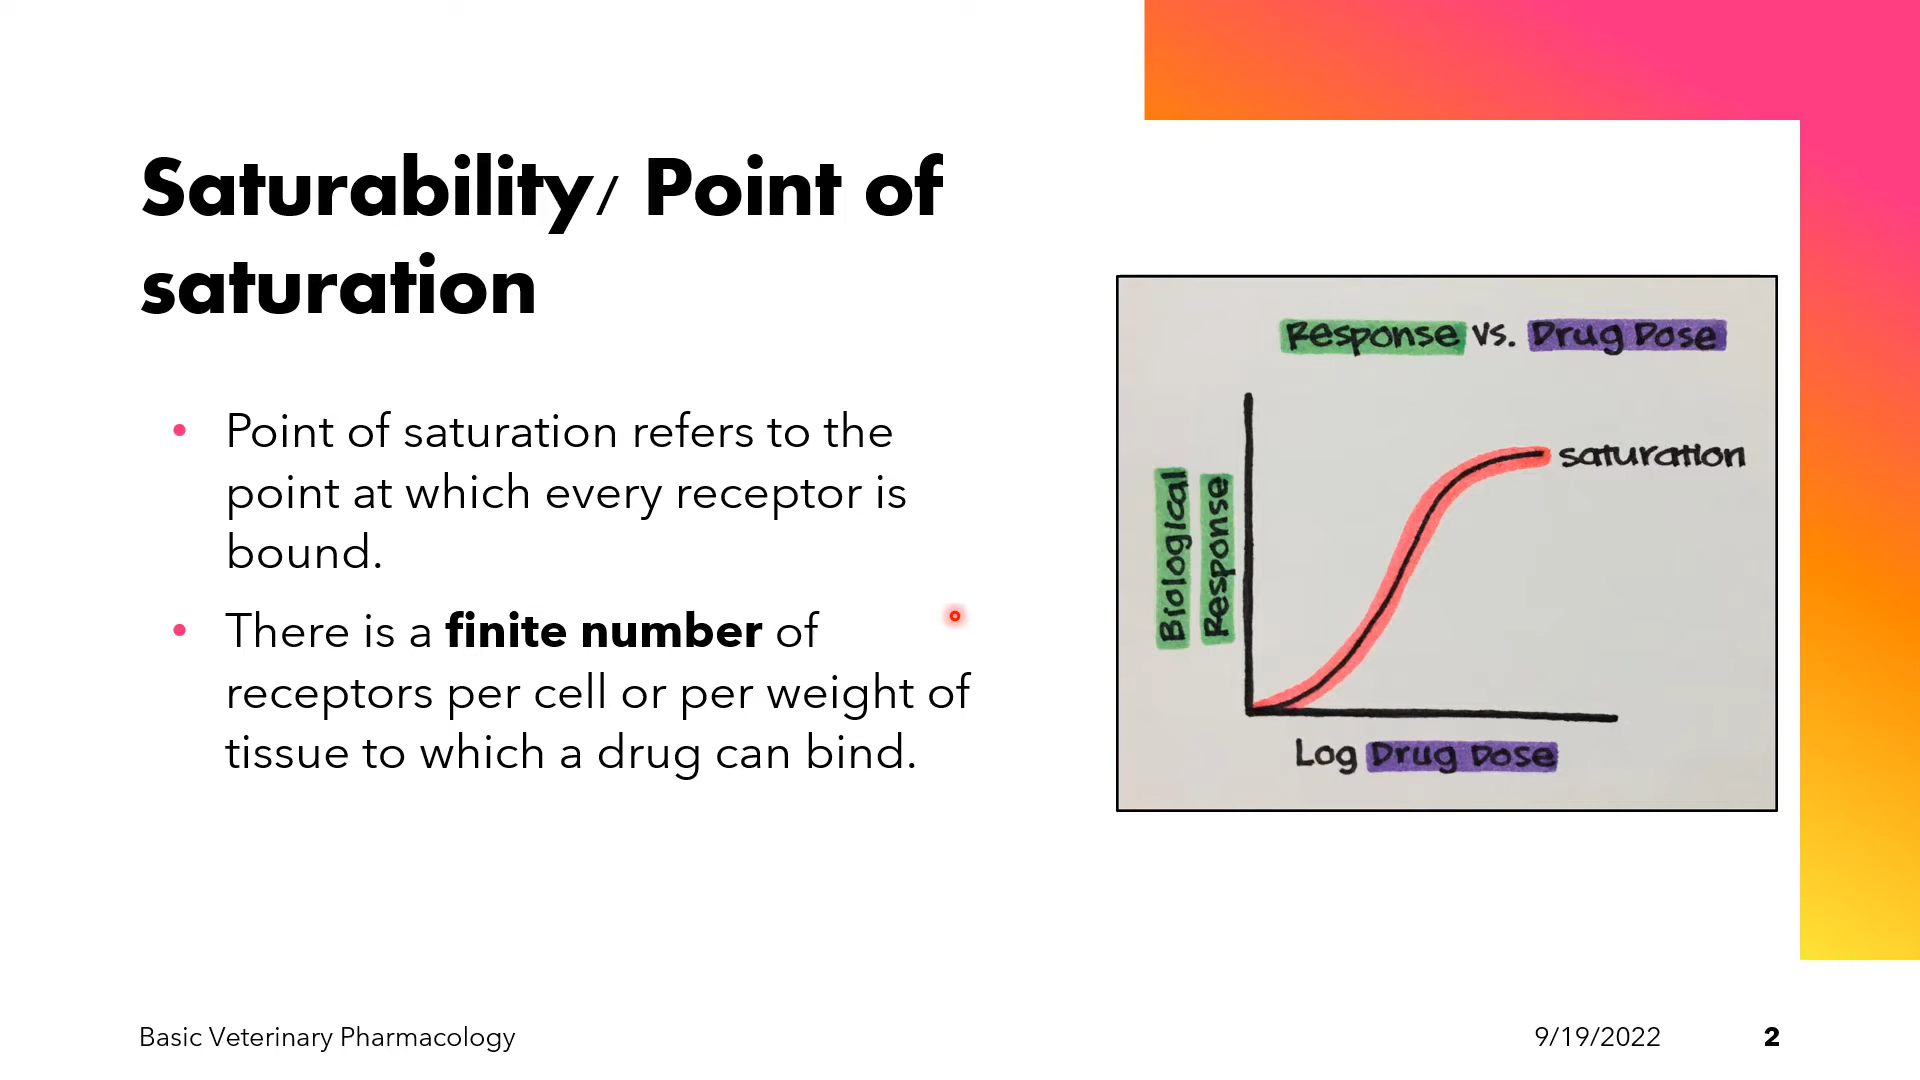 Saturability/ Point of
saturation
• Point of saturation refers to the
point at which every receptor is
bound.
• There is a finite number of
receptors per cell or per weight of
tissue to which a drug can bind.
Response vs. Drug Dose
saturation
Biological
Response
Log Drug Dose
Basic Veterinary Pharmacology
9/19/2022
2